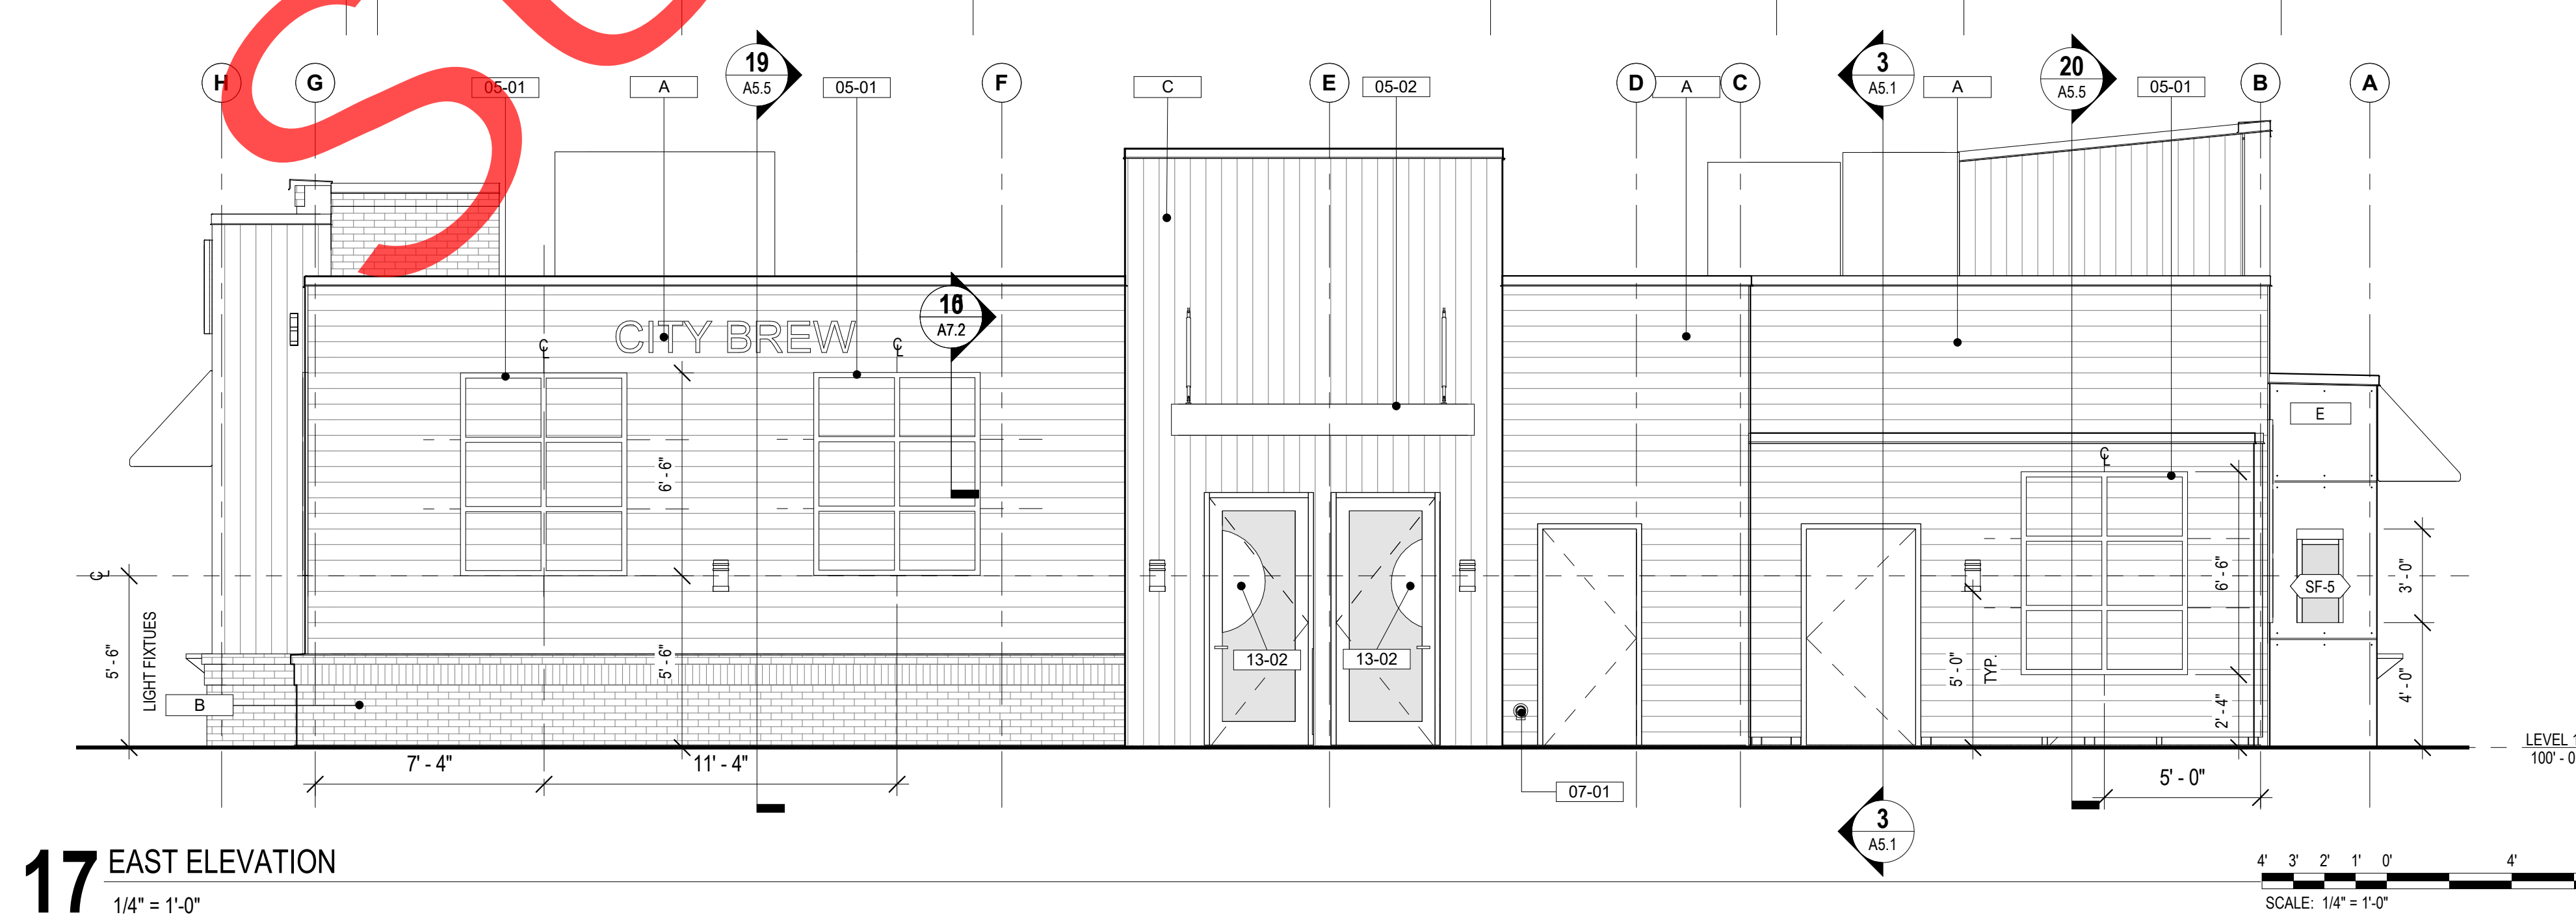 H
G
05-01
A
19
A5.5
05-01
F
C
E
05-02
D
A
C
3
A5.1
A
20
A5.5
05-01
B
A
CITY BREW
A7.2
E
6' - 6"
5' - 6"
LIGHT FIXTUES
5' - 6"
B
13-02
13-02
5' - 0"
TYP.
6' - 6"
2' - 4"
SF-5
3' - 0"
4' - 0"
LEVEL 1
100' - 0
7' - 4"
11' - 4"
07-01
5' - 0"
3
A5.1
17 EAST ELEVATION
1/4" = 1'-0"
4' 3' 2' 1' 0' 4'
SCALE: 1/4" = 1'-0"